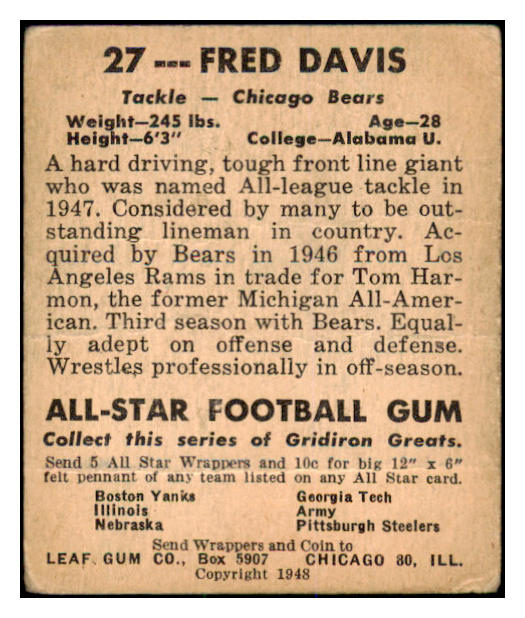 27 --- FRED DAVIS
Tackle — Chicago Bears
Weight—245 lbs. Age—28
Height—6'3" College—Alabama U.
A hard driving, tough front line giant
who was named All-league tackle in
1947. Considered by many to be out-
standing lineman in country. Ac-
quired by Bears in 1946 from Los
Angeles Rams in trade for Tom Har-
mon, the former Michigan All-Amer-
ican. Third season with Bears. Equal-
ly adept on offense and defense.
Wrestles professionally in off-season.
ALL-STAR FOOTBALL GUM
Collect this series of Gridiron Greats.
Send 5 All Star Wrappers and 10c for big 12" x 6"
felt pennant of any team listed on any All Star card.
Boston Yanks Georgia Tech
Illinois Army
Nebraska Pittsburgh Steelers
Send Wrappers and Coin to
LEAF GUM CO., Box 5907 CHICAGO 80, ILL.
Copyright 1948